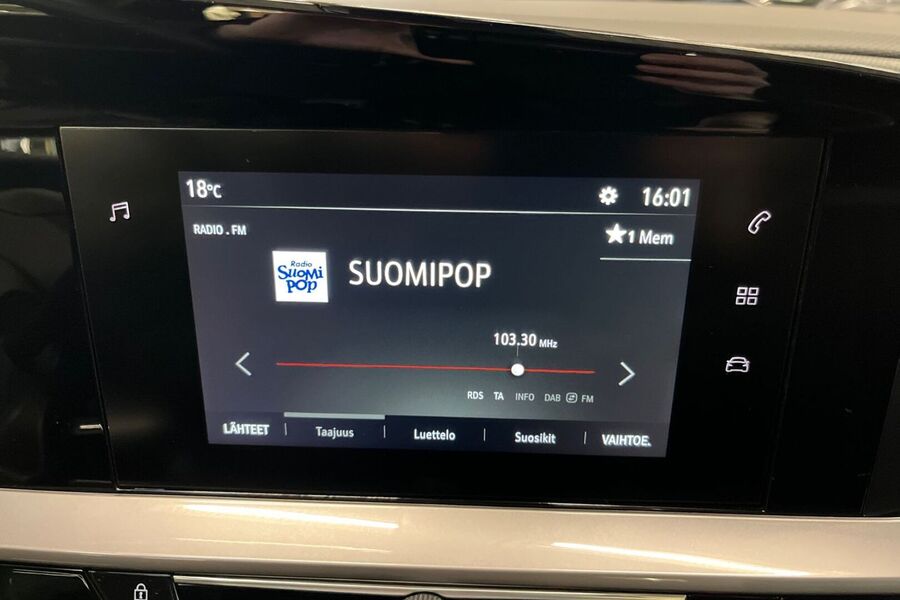 18°C 16:01
RADIO . FM
★1 Mem
Radio
SUOMi
POP
SUOMIPOP
103.30 MHz
RDS TA INFO DAB FM
LÄHTEET Taajuus Luettelo Suosikit VAIHTOE.